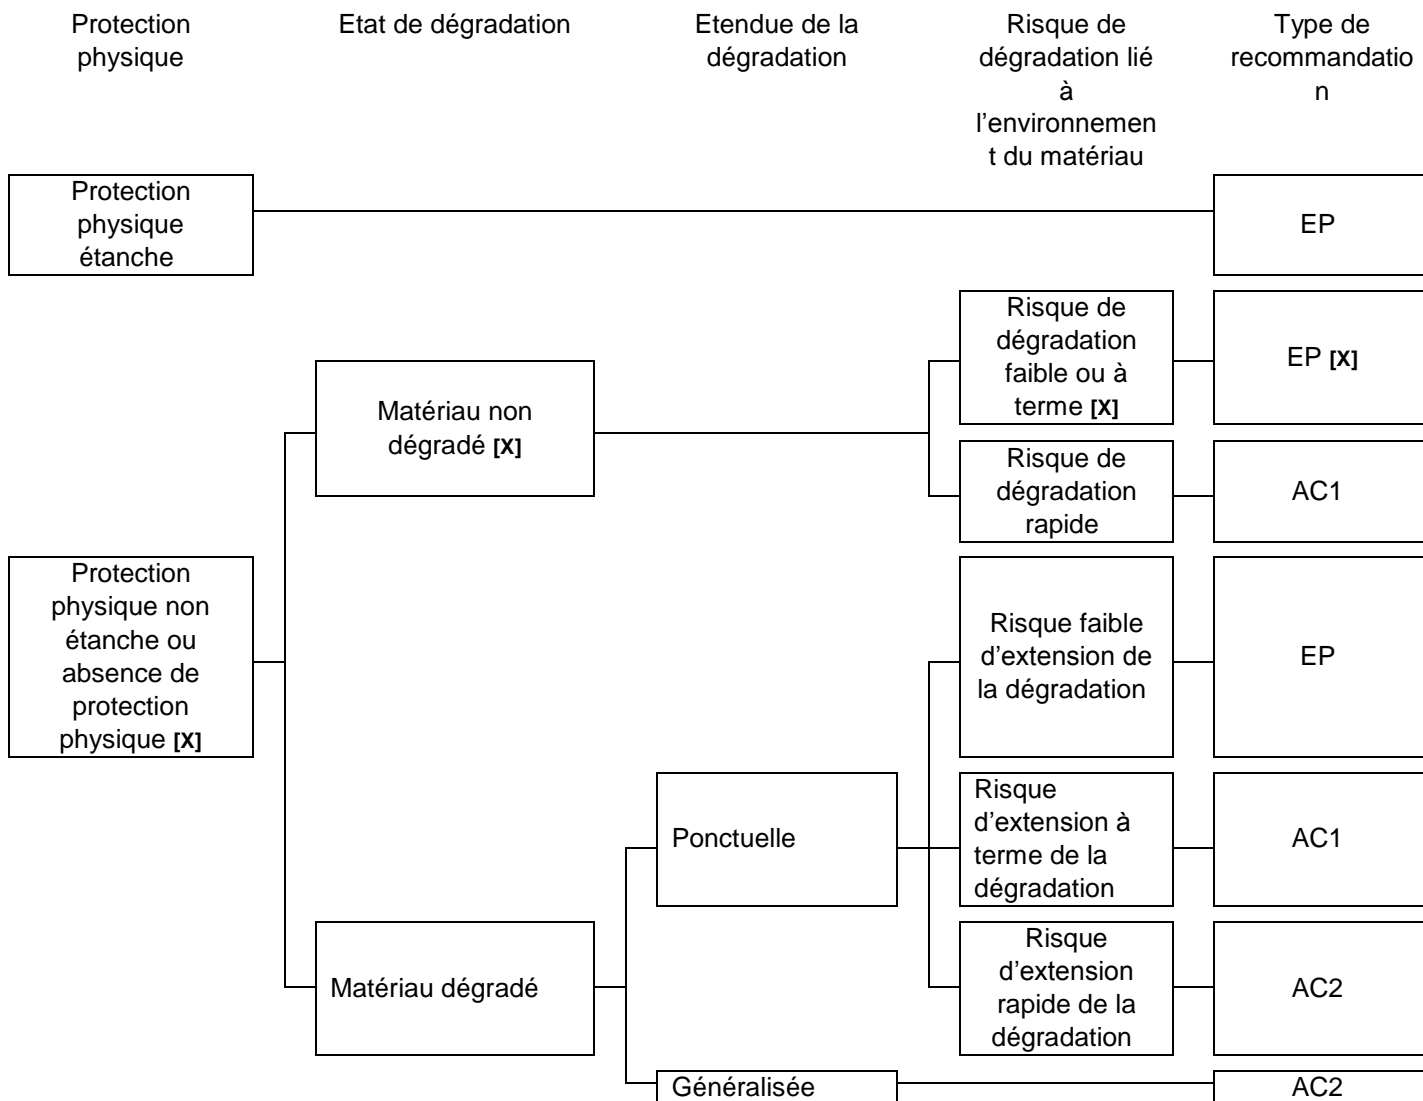 Protection
physique
Etat de dégradation
Etendue de la
dégradation
Risque de
dégradation lié
à
l’environnemen
t du matériau
Type de
recommandatio
n
Protection
physique
étanche
EP
Risque de
dégradation
faible ou à
terme [X]
EP [X]
Matériau non
dégradé [X]
Risque de
dégradation
rapide
AC1
Protection
physique non
étanche ou
absence de
protection
physique [X]
Risque faible
d’extension de
la dégradation
EP
Ponctuelle
Risque
d’extension à
terme de la
dégradation
AC1
Matériau dégradé
Risque
d’extension
rapide de la
dégradation
AC2
Généralisée
AC2